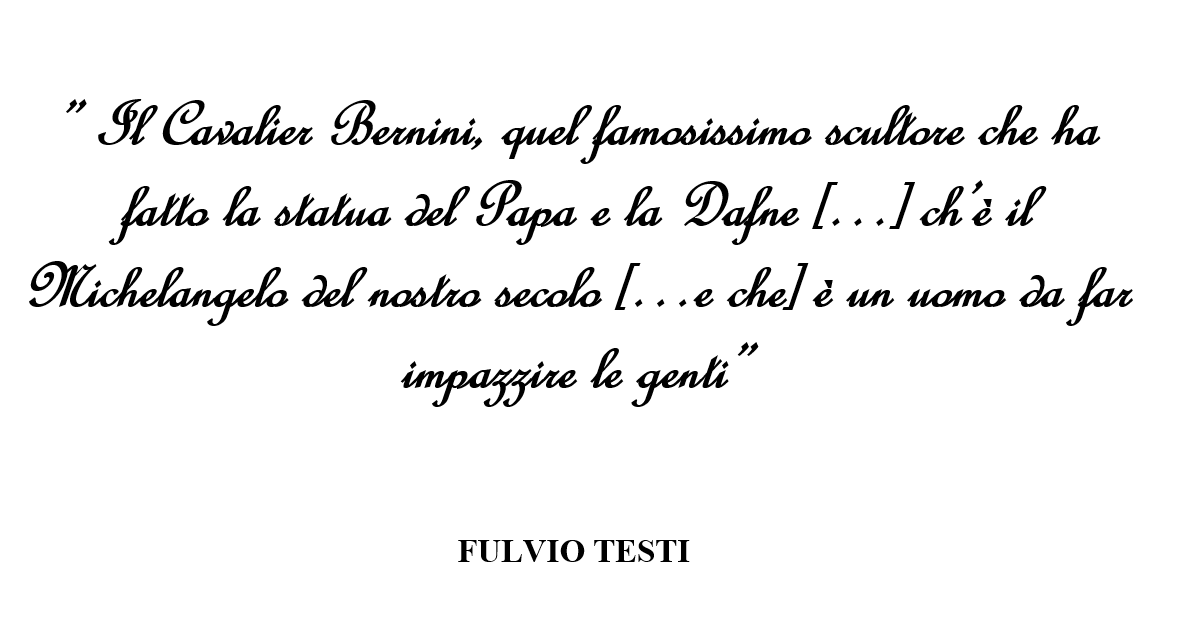 ” Il Cavalier Bernini, quel famosissimo scultore che ha
fatto la statua del Papa e la Dafne [...] ch'è il
Michelangelo del nostro secolo [...e che] è un uomo da far
impazzire le genti”
FULVIO TESTI